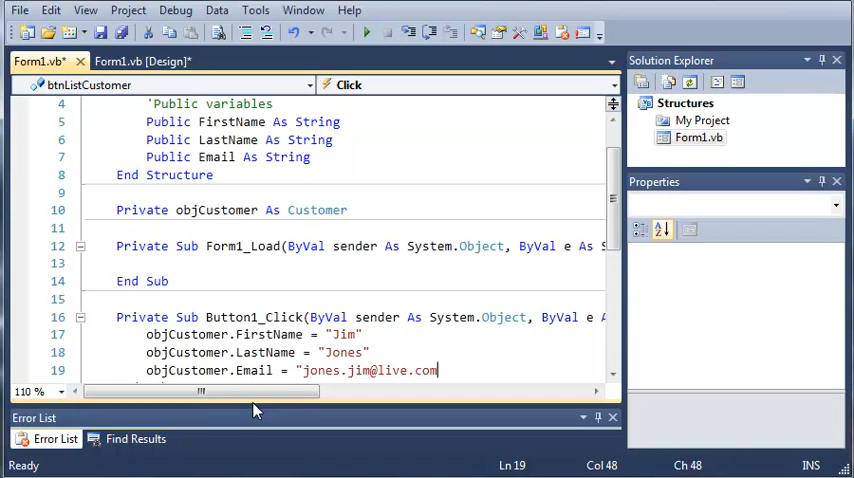 File Edit View Project Debug Data Tools Window Help
Form1.vb* Form1.vb [Design]*
btnListCustomer Click
4 'Public variables
5 Public FirstName As String
6 Public LastName As String
7 Public Email As String
8 End Structure
9
10 Private objCustomer As Customer
11
12 Private Sub Form1_Load(ByVal sender As System.Object, ByVal e As S
13
14 End Sub
15
16 Private Sub Button1_Click(ByVal sender As System.Object, ByVal e A
17 objCustomer.FirstName = "Jim"
18 objCustomer.LastName = "Jones"
19 objCustomer.Email = "jones.jim@live.com
110 %
Error List
Error List Find Results
Ready Ln 19 Col 48 Ch 48 INS
Solution Explorer
Structures
My Project
Form1.vb
Properties